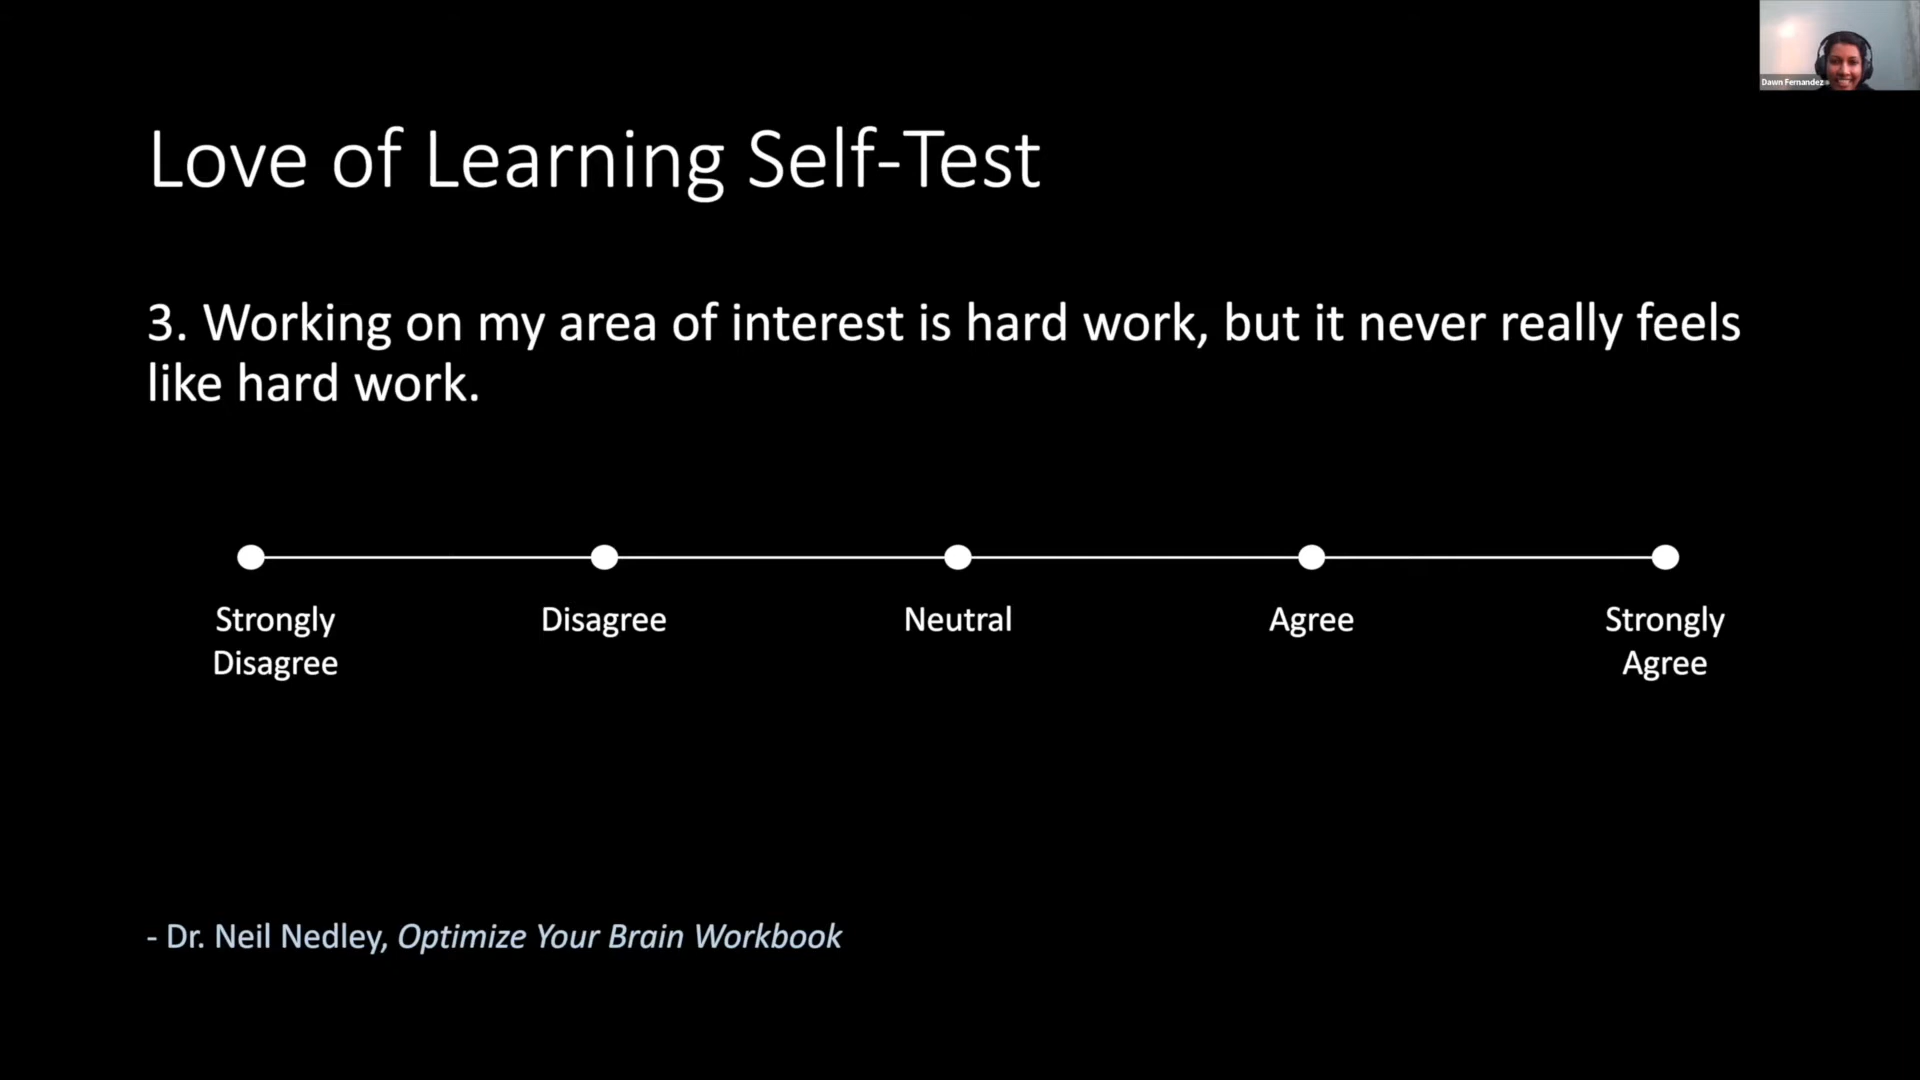 Dawn Fernandez
Love of Learning Self-Test
3. Working on my area of interest is hard work, but it never really feels
like hard work.
Strongly Disagree
Disagree
Neutral
Agree
Strongly Agree
- Dr. Neil Nedley, Optimize Your Brain Workbook